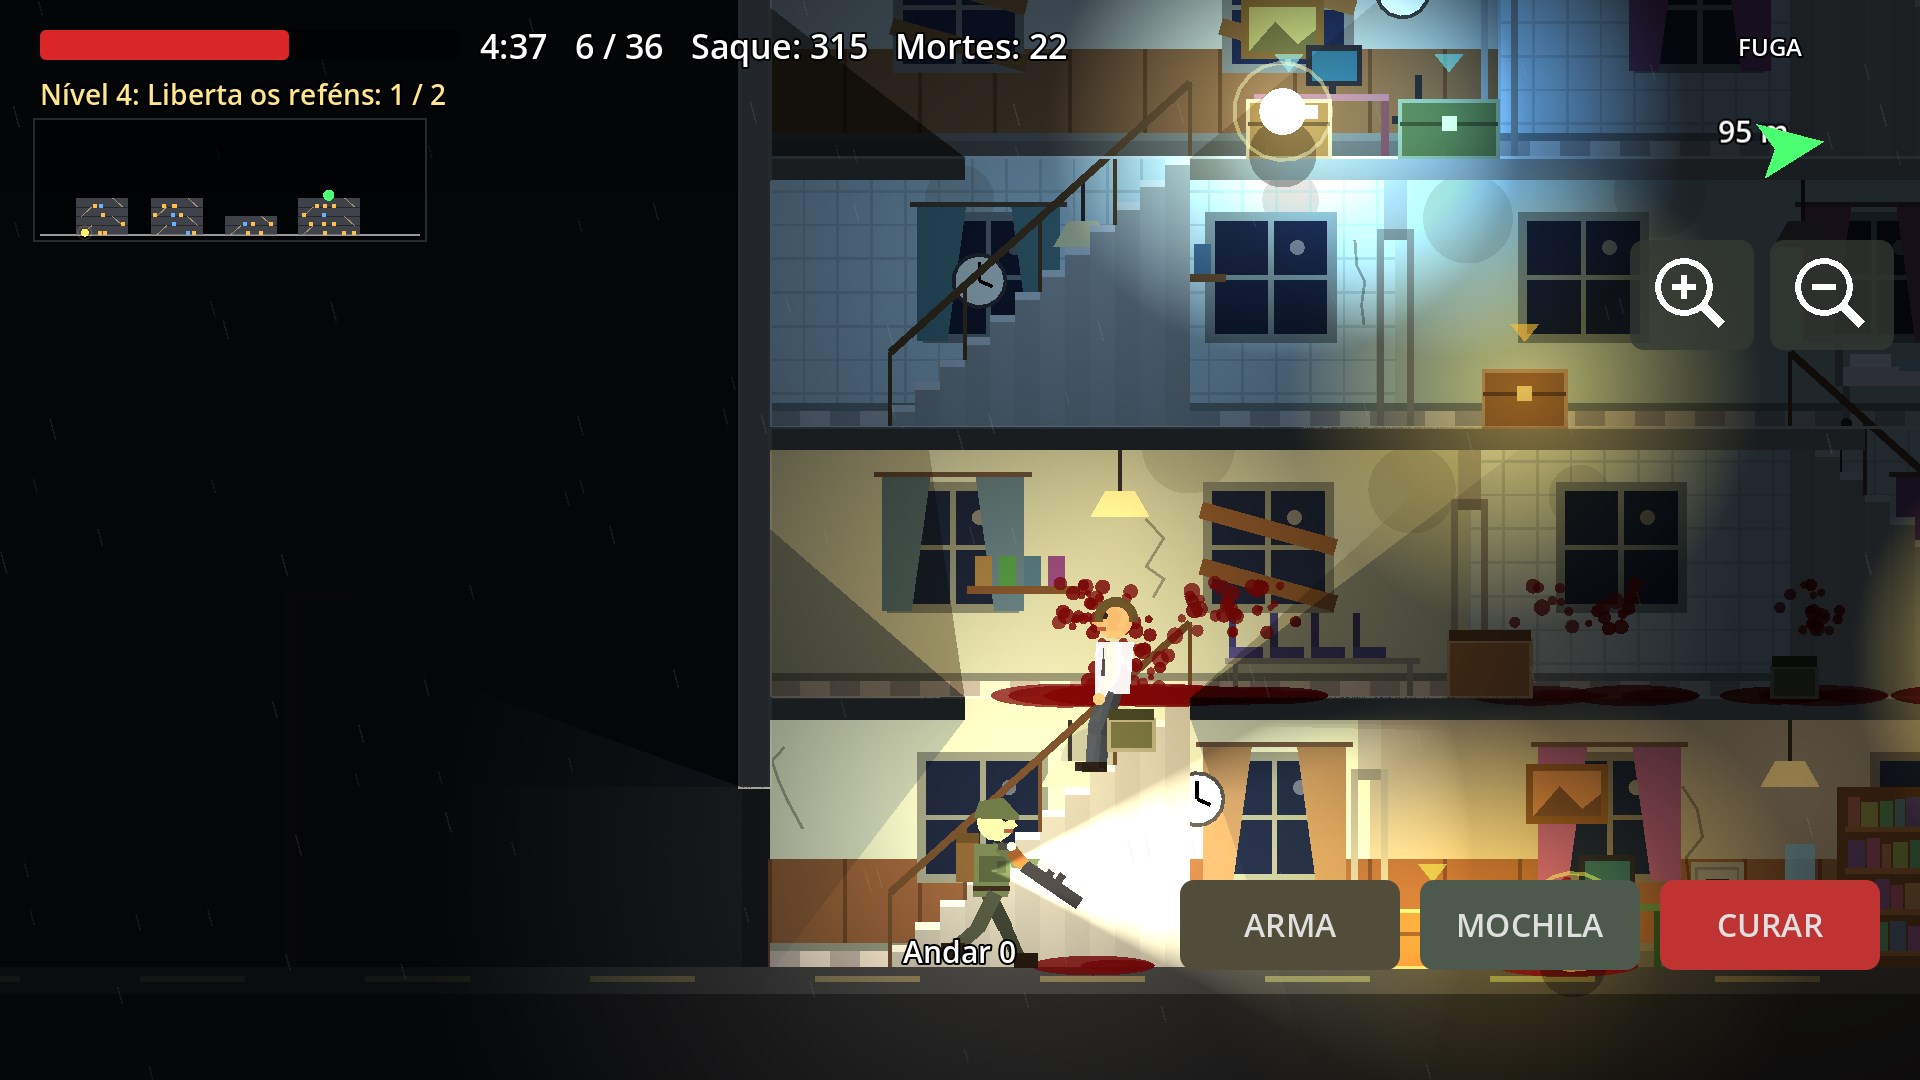 4:37 6 / 36 Saque: 315 Mortes: 22
FUGA
Nível 4: Liberta os reféns: 1 / 2
95 m
ARMA
MOCHILA
CURAR
Andar 0